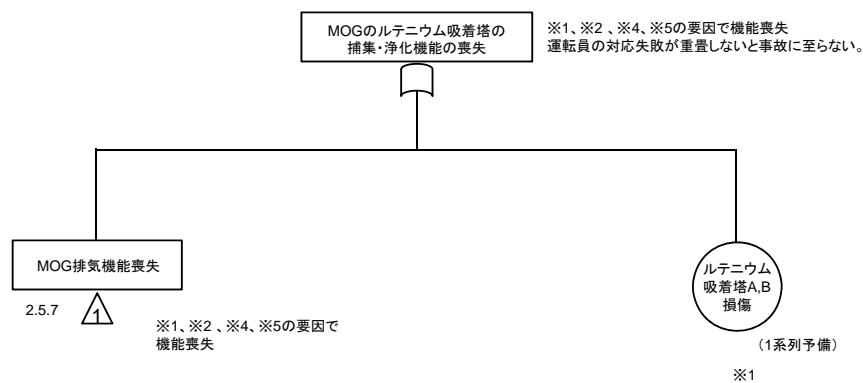 MOGのルテニウム吸着塔の
捕集・浄化機能の喪失
※1、※2 、※4、※5の要因で機能喪失
運転員の対応失敗が重畳しないと事故に至らない。
MOG排気機能喪失
2.5.7
1
※1、※2 、※4、※5の要因で
機能喪失
ルテニウム
吸着塔A,B
損傷
（1系列予備）
※1